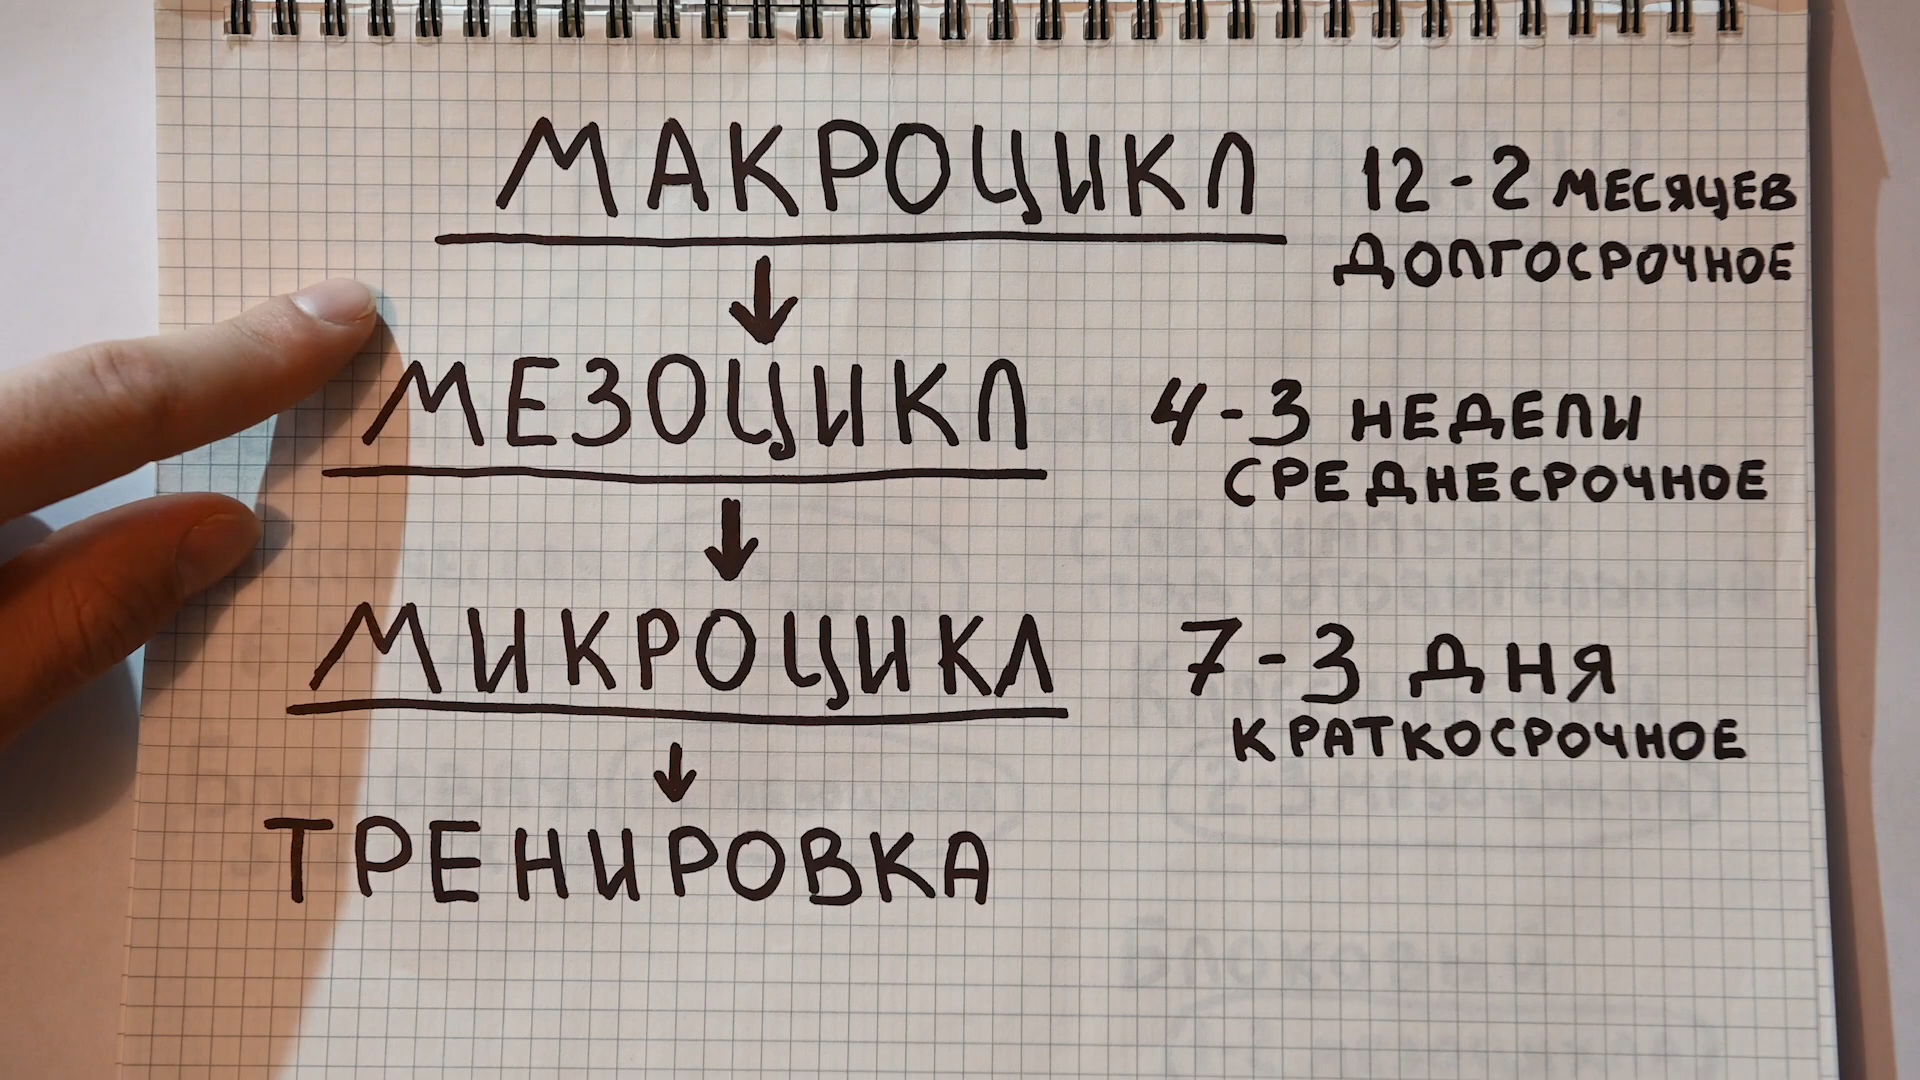 МАКРОЦИКЛ
12-2 МЕСЯЦЕВ
ДОЛГОСРОЧНОЕ
МЕЗОЦИКЛ
4-3 НЕДЕЛИ
СРЕДНЕСРОЧНОЕ
МИКРОЦИКЛ
7-3 ДНЯ
КРАТКОСРОЧНОЕ
ТРЕНИРОВКА